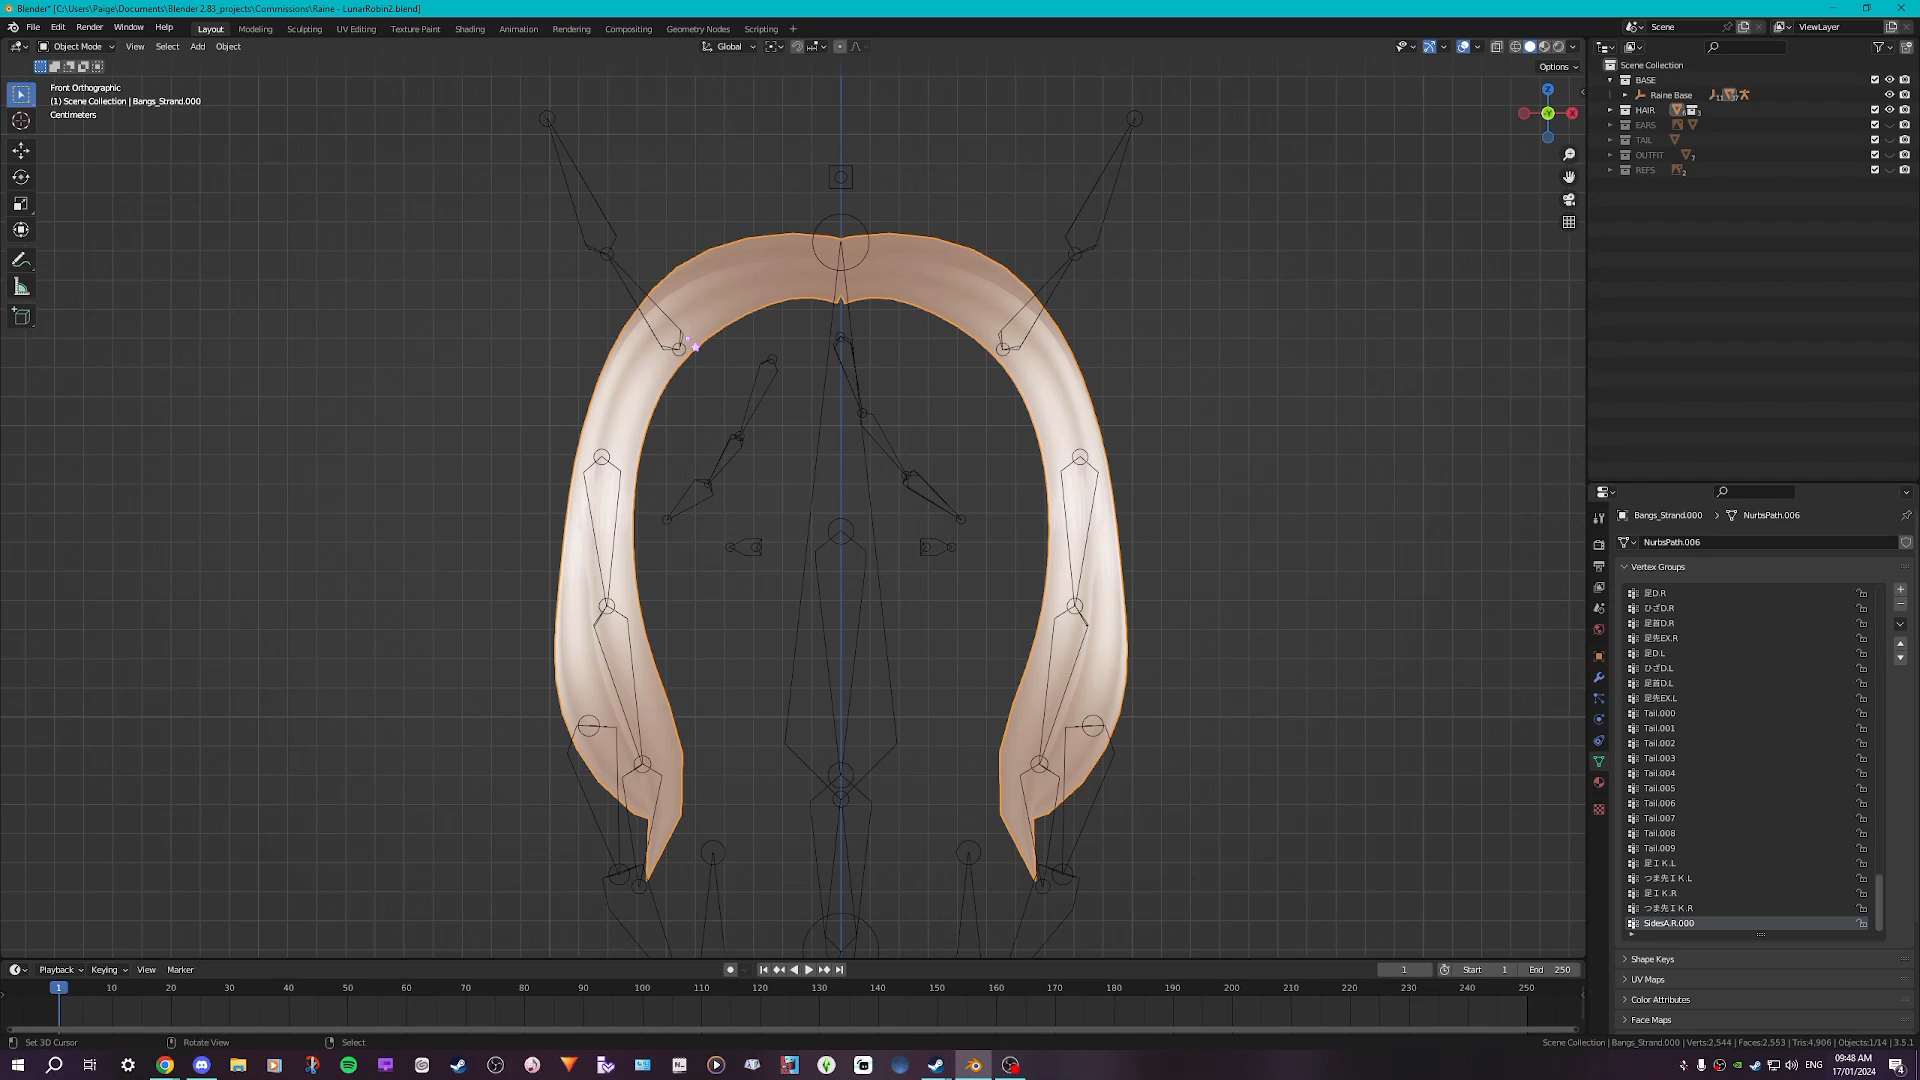 Blender* [C:\Users\Paige\Documents\Blender 2.83_projects\Commissions\Raine - LunarRobin2.blend]
File Edit Render Window Help Layout Modeling Sculpting UV Editing Texture Paint Shading Animation Rendering Compositing Geometry Nodes Scripting +
Scene ViewLayer
Object Mode View Select Add Object Global
Options
Front Orthographic
(1) Scene Collection | Bangs_Strand.000
Centimeters
Z
X
Y
Scene Collection
BASE
Raine Base
HAIR
EARS
TAIL
OUTFIT 7
REFS 2
Bangs_Strand.000 > NurbsPath.006
NurbsPath.006
Vertex Groups
足D.R
ひざD.R
足首D.R
足先EX.R
足D.L
ひざD.L
足首D.L
足先EX.L
Tail.000
Tail.001
Tail.002
Tail.003
Tail.004
Tail.005
Tail.006
Tail.007
Tail.008
Tail.009
足ＩＫ.L
つま先ＩＫ.L
足ＩＫ.R
つま先ＩＫ.R
SidesA.R.000
Shape Keys
UV Maps
Color Attributes
Face Maps
Playback Keying View Marker
1 Start 1 End 250
1 10 20 30 40 50 60 70 80 90 100 110 120 130 140 150 160 170 180 190 200 210 220 230 240 250
Set 3D Cursor Rotate View Select
Scene Collection | Bangs_Strand.000 | Verts:2,544 | Faces:2,553 | Tris:4,906 | Objects:1/14 | 3.5.1
ENG
09:48 AM
17/01/2024
4